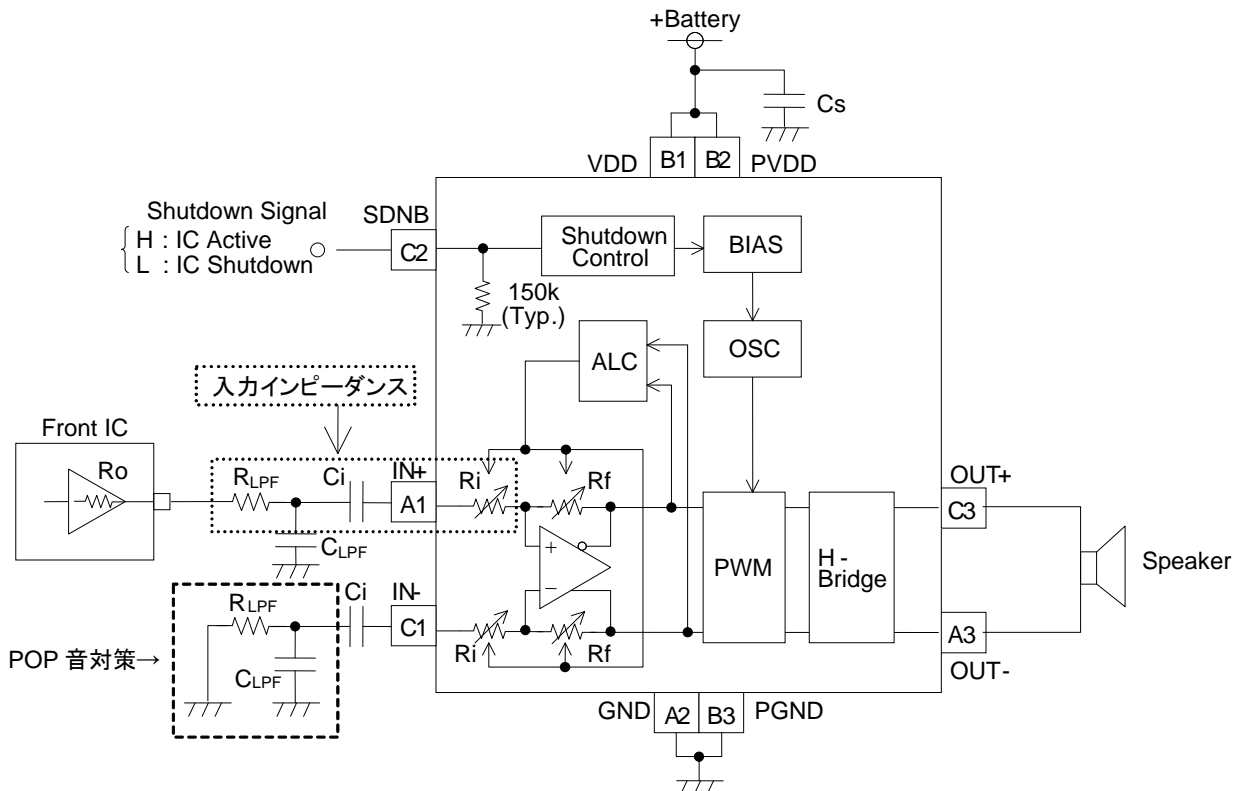 +Battery
Cs
VDD
B1
B2
PVDD
Shutdown Signal
H : IC Active
L : IC Shutdown
SDNB
C2
Shutdown Control
BIAS
150k
(Typ.)
ALC
OSC
入力インピーダンス
Front IC
Ro
RLPF
Ci
IN+
A1
Ri
Rf
CLPF
+
−
PWM
H - Bridge
OUT+
C3
Speaker
POP 音対策→
RLPF
CLPF
Ci
IN-
C1
Ri
Rf
A3
OUT-
GND
A2
B3
PGND